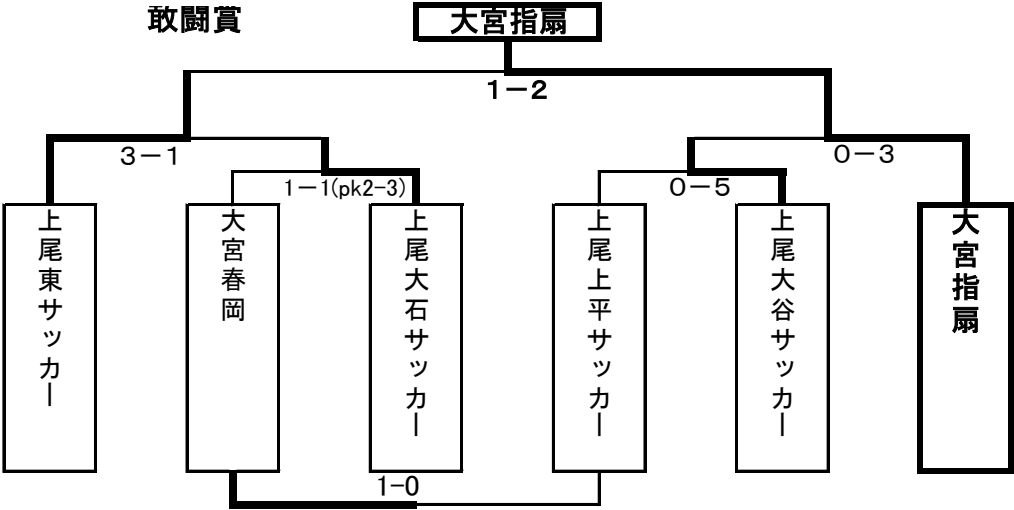 敢闘賞
大宮指扇
1－2
3－1
0－3
1－1(pk2-3)
0－5
上尾東サッカー
大宮春岡
上尾大石サッカー
上尾上平サッカー
上尾大谷サッカー
大宮指扇
1-0